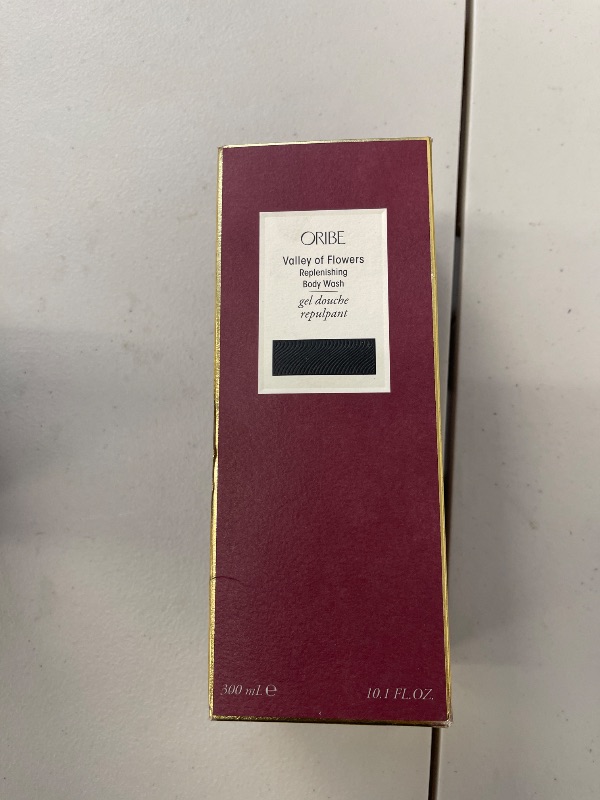 ORIBE
Valley of Flowers
Replenishing
Body Wash
gel douche
repulpant
300 mL ℮
10.1 FL.OZ.